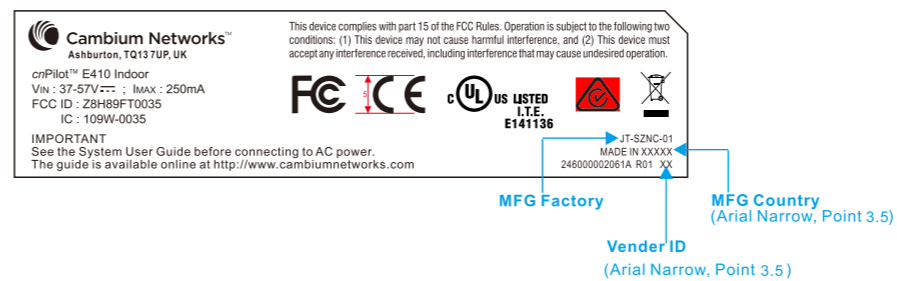 Cambium Networks™
Ashburton, TQ13 7UP, UK
cnPilot™ E410 Indoor
VIN : 37-57V⎓ ; IMAX : 250mA
FCC ID : Z8H89FT0035
IC : 109W-0035
IMPORTANT
See the System User Guide before connecting to AC power.
The guide is available online at http://www.cambiumnetworks.com
This device complies with part 15 of the FCC Rules. Operation is subject to the following two
conditions: (1) This device may not cause harmful interference, and (2) This device must
accept any interference received, including interference that may cause undesired operation.
FC 5 CE c UL US LISTED
I.T.E.
E141136
JT-SZNC-01
MADE IN XXXXX
246000002061A R01 XX
MFG Factory
MFG Country
(Arial Narrow, Point 3.5)
Vender ID
(Arial Narrow, Point 3.5 )